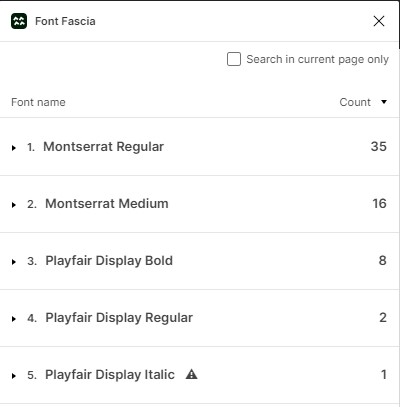 Font Fascia
Search in current page only
Font name Count
1. Montserrat Regular 35
2. Montserrat Medium 16
3. Playfair Display Bold 8
4. Playfair Display Regular 2
5. Playfair Display Italic 1